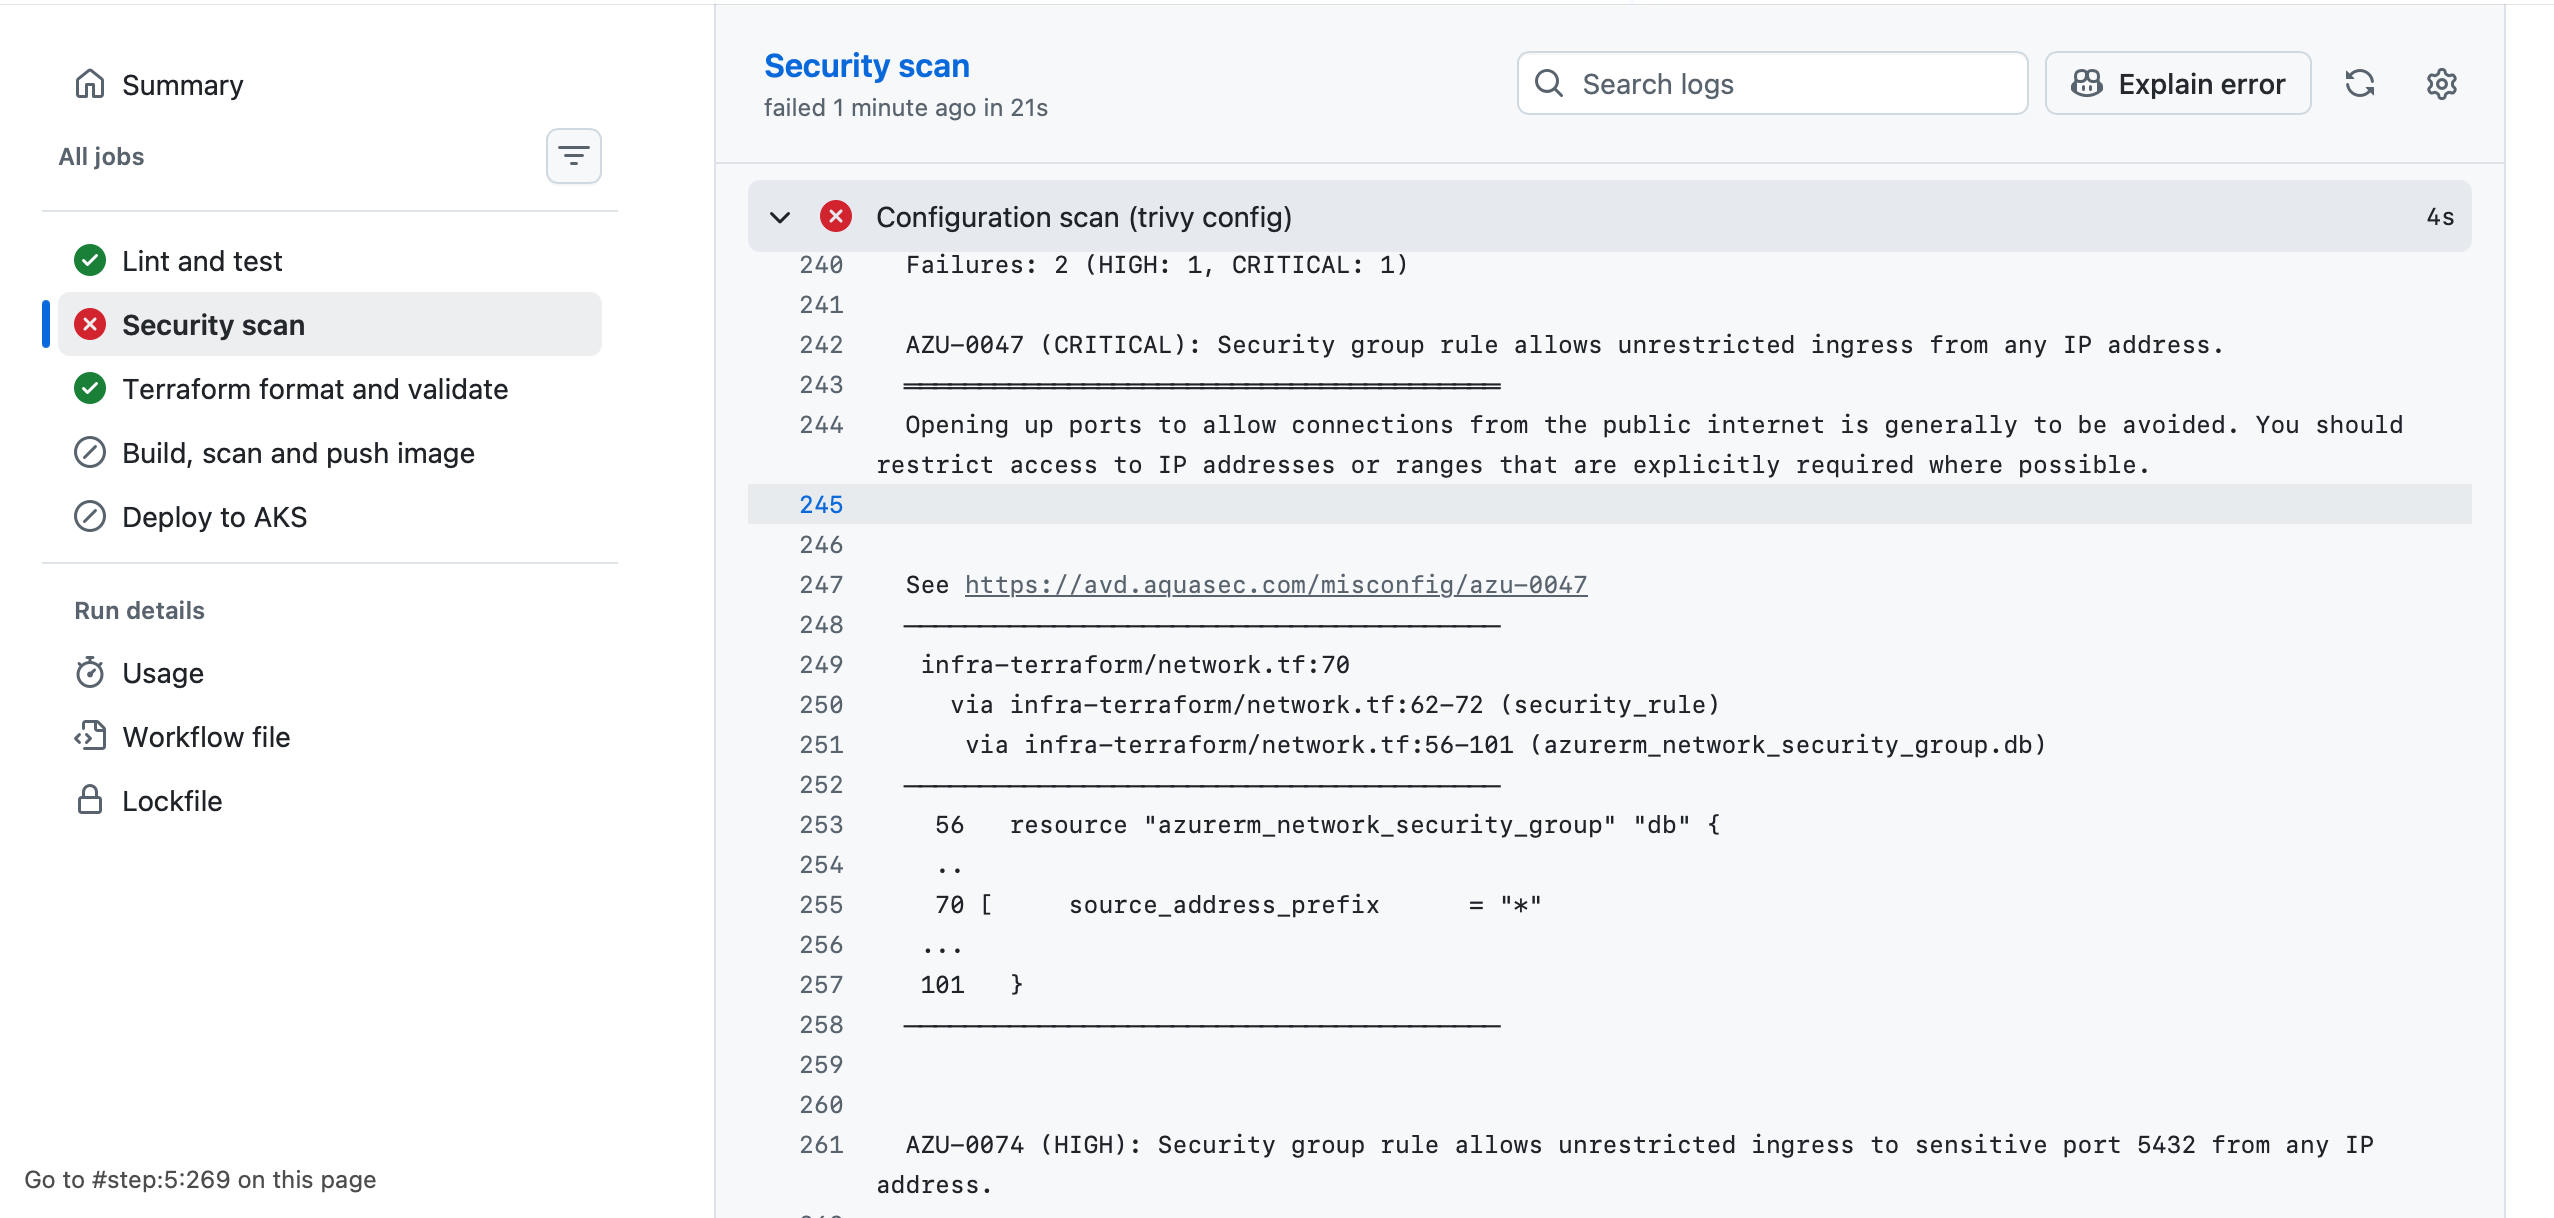 Summary
All jobs
Lint and test
Security scan
Terraform format and validate
Build, scan and push image
Deploy to AKS
Run details
Usage
Workflow file
Lockfile
Go to #step:5:269 on this page
Security scan
failed 1 minute ago in 21s
Search logs
Explain error
Configuration scan (trivy config)
4s
240 Failures: 2 (HIGH: 1, CRITICAL: 1)
241
242 AZU-0047 (CRITICAL): Security group rule allows unrestricted ingress from any IP address.
243 ════════════════════════════════════════
244 Opening up ports to allow connections from the public internet is generally to be avoided. You should
restrict access to IP addresses or ranges that are explicitly required where possible.
245
246
247 See https://avd.aquasec.com/misconfig/azu-0047
248 ────────────────────────────────────────
249 infra-terraform/network.tf:70
250 via infra-terraform/network.tf:62-72 (security_rule)
251 via infra-terraform/network.tf:56-101 (azurerm_network_security_group.db)
252 ────────────────────────────────────────
253 56 resource "azurerm_network_security_group" "db" {
254 ..
255 70 [ source_address_prefix = "*"
256 ...
257 101 }
258 ────────────────────────────────────────
259
260
261 AZU-0074 (HIGH): Security group rule allows unrestricted ingress to sensitive port 5432 from any IP
address.